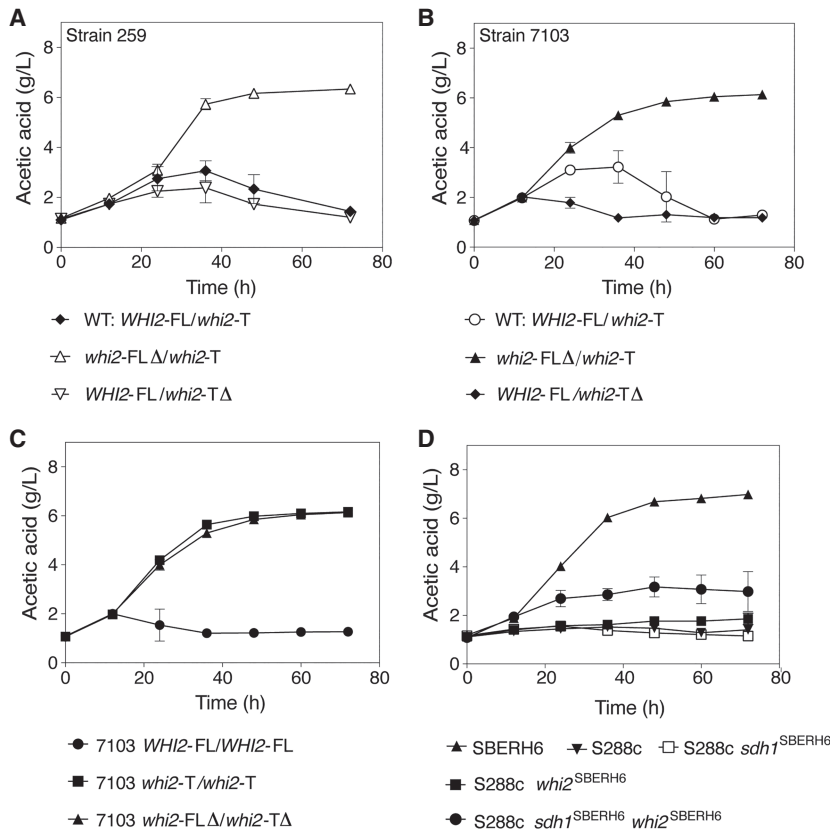 A
Strain 259
Acetic acid (g/L)
8
6
4
2
0
0 20 40 60 80
Time (h)
WT: WHI2-FL/whi2-T
whi2-FLΔ/whi2-T
WHI2-FL/whi2-TΔ
B
Strain 7103
Acetic acid (g/L)
8
6
4
2
0
0 20 40 60 80
Time (h)
WT: WHI2-FL/whi2-T
whi2-FLΔ/whi2-T
WHI2-FL/whi2-TΔ
C
Acetic acid (g/L)
8
6
4
2
0
0 20 40 60 80
Time (h)
7103 WHI2-FL/WHI2-FL
7103 whi2-T/whi2-T
7103 whi2-FLΔ/whi2-TΔ
D
Acetic acid (g/L)
8
6
4
2
0
0 20 40 60 80
Time (h)
SBERH6 S288c S288c sdh1SBERH6
S288c whi2SBERH6
S288c sdh1SBERH6 whi2SBERH6